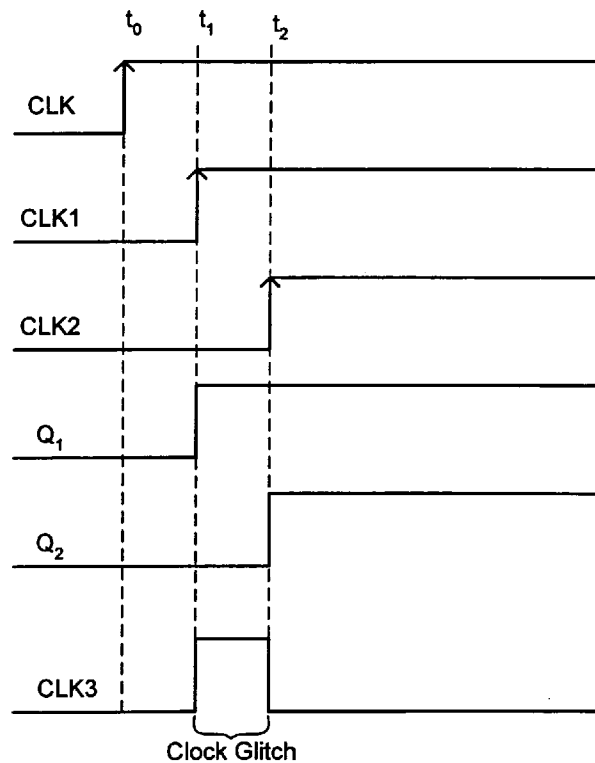 t0 t1 t2
CLK
CLK1
CLK2
Q1
Q2
CLK3
Clock Glitch